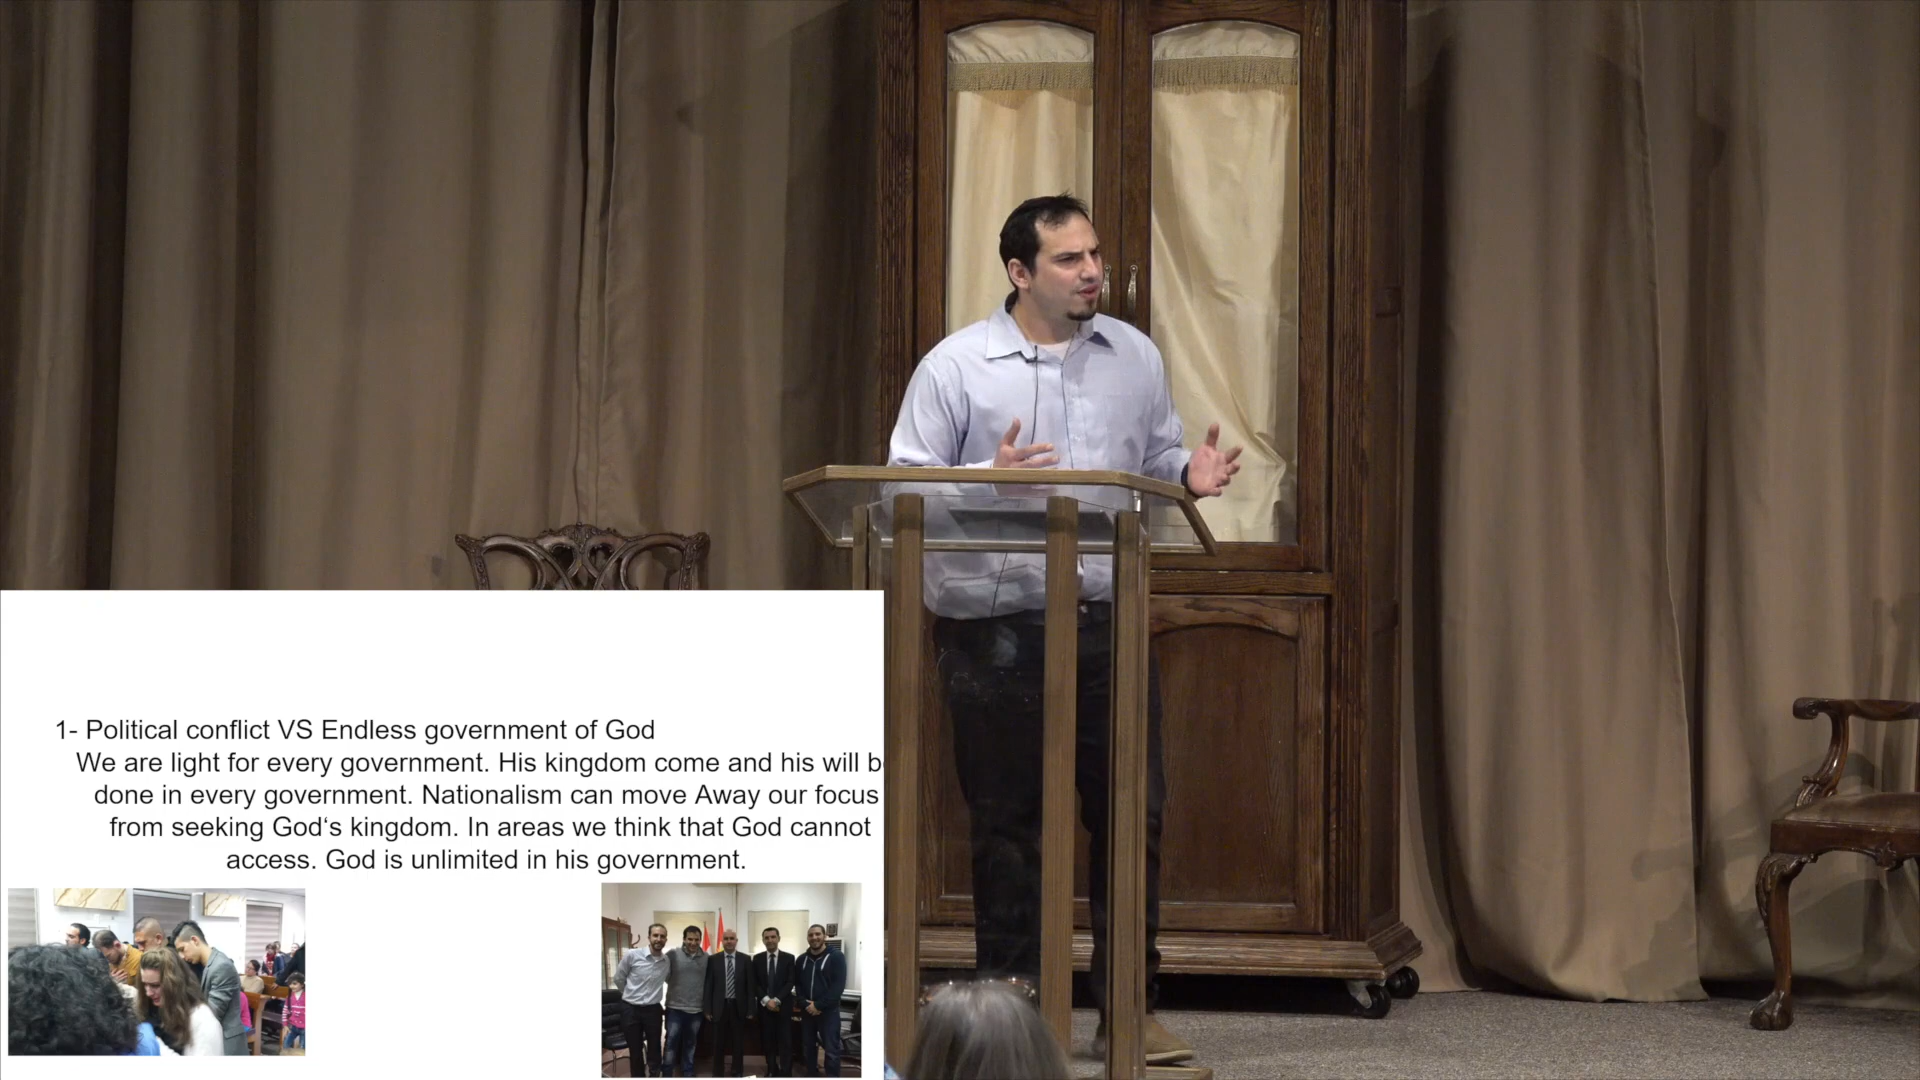 1- Political conflict VS Endless government of God
We are light for every government. His kingdom come and his will b
done in every government. Nationalism can move Away our focus
from seeking God‘s kingdom. In areas we think that God cannot
access. God is unlimited in his government.